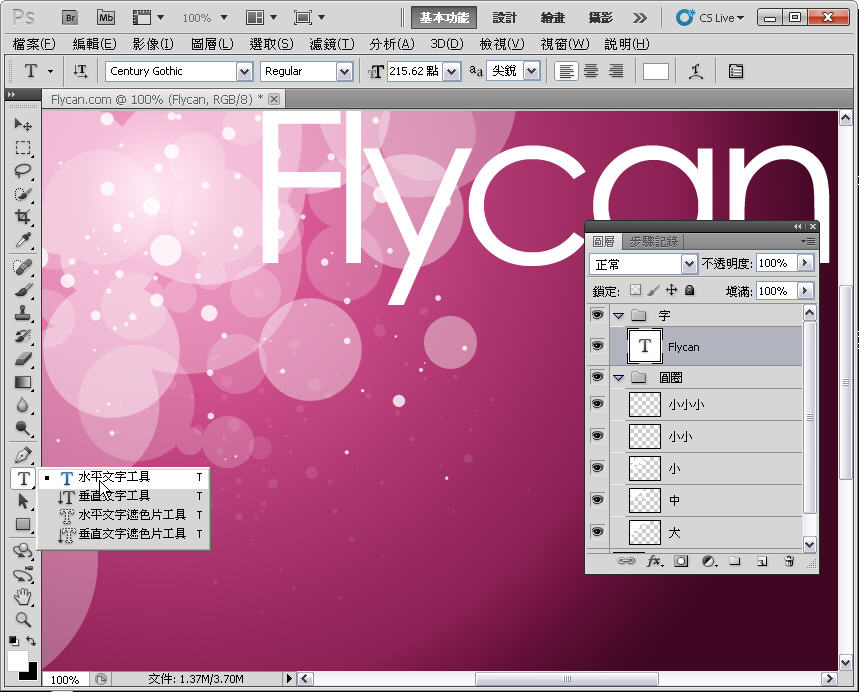 Ps Br Mb 100% 基本功能 設計 繪畫 攝影 CS Live
檔案(F) 編輯(E) 影像(I) 圖層(L) 選取(S) 濾鏡(T) 分析(A) 3D(D) 檢視(V) 視窗(W) 說明(H)
T Century Gothic Regular 215.62 點 尖銳
Flycan.com @ 100% (Flycan, RGB/8) *
Flycan
圖層 步驟記錄
正常 不透明度: 100%
鎖定: 填滿: 100%
字
T Flycan
圓圈
小小小
小小
小
中
大
水平文字工具 T
垂直文字工具 T
水平文字遮色片工具 T
垂直文字遮色片工具 T
100% 文件: 1.37M/3.70M